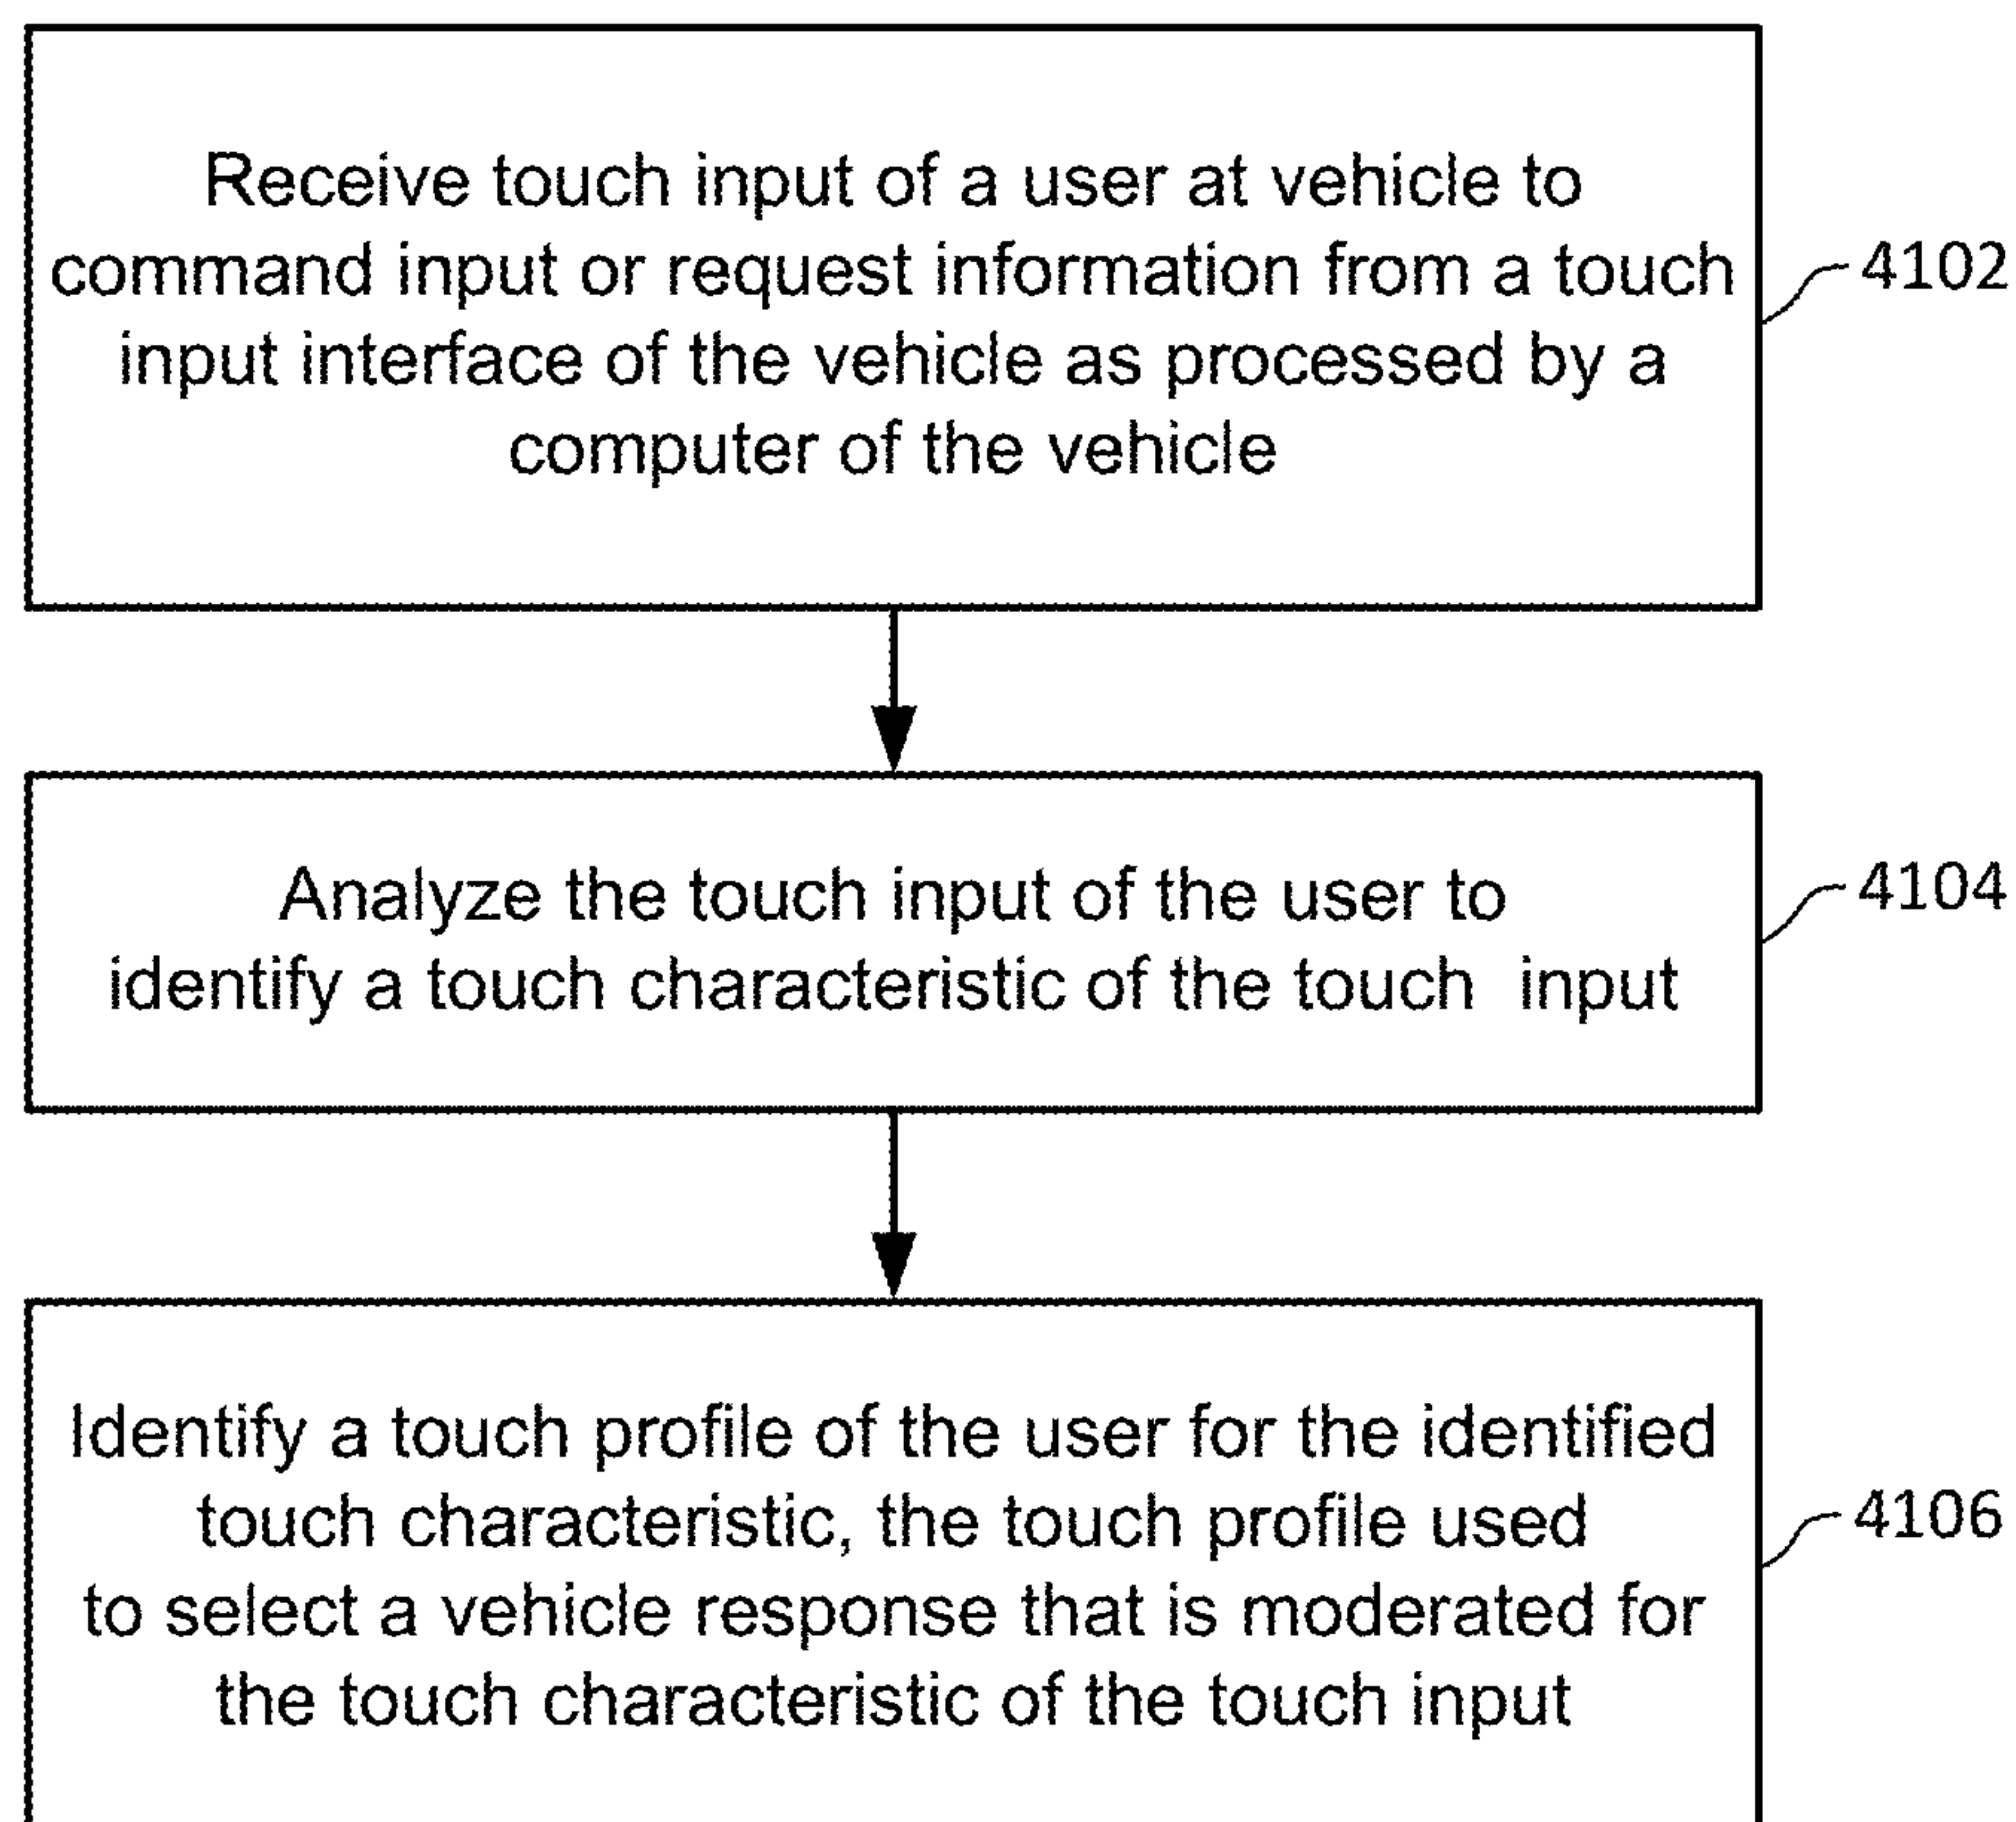 Receive touch input of a user at vehicle to
command input or request information from a touch
input interface of the vehicle as processed by a
computer of the vehicle
4102
Analyze the touch input of the user to
identify a touch characteristic of the touch  input
4104
Identify a touch profile of the user for the identified
touch characteristic, the touch profile used
to select a vehicle response that is moderated for
the touch characteristic of the touch input
4106